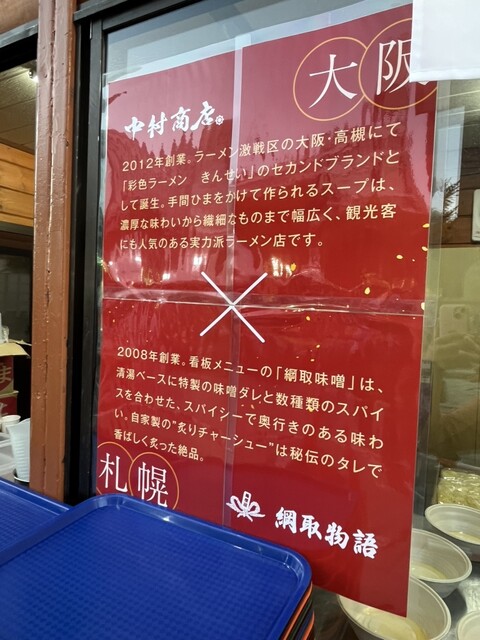 大阪
中村商店
2012年創業。ラーメン激戦区の大阪・高槻にて
「彩色ラーメン きんせい」のセカンドブランドと
して誕生。手間ひまをかけて作られるスープは、
濃厚な味わいから繊細なものまで幅広く、観光客
にも人気のある実力派ラーメン店です。
2008年創業。看板メニューの「綱取味噌」は、
清湯ベースに特製の味噌ダレと数種類のスパイ
スを合わせた、スパイシーで奥行きのある味わ
い。自家製の“炙りチャーシュー”は秘伝のタレで
香ばしく炙った絶品。
札幌
綱取物語